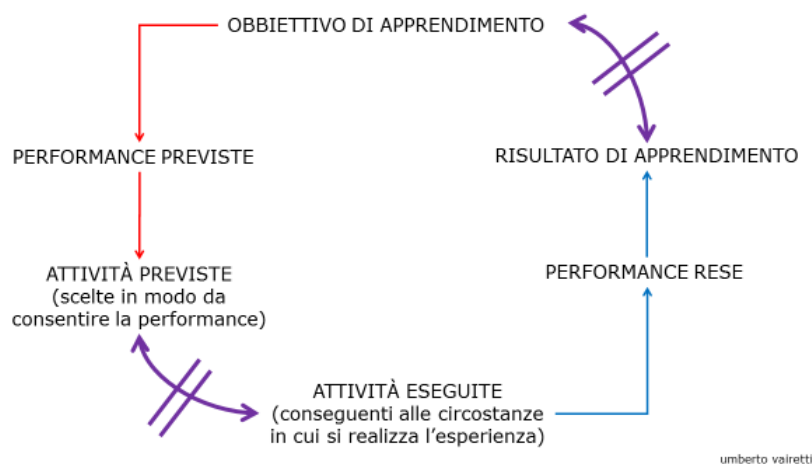 OBBIETTIVO DI APPRENDIMENTO
PERFORMANCE PREVISTE
RISULTATO DI APPRENDIMENTO
ATTIVITÀ PREVISTE
(scelte in modo da
consentire la performance)
PERFORMANCE RESE
ATTIVITÀ ESEGUITE
(conseguenti alle circostanze
in cui si realizza l'esperienza)
umberto vairetti